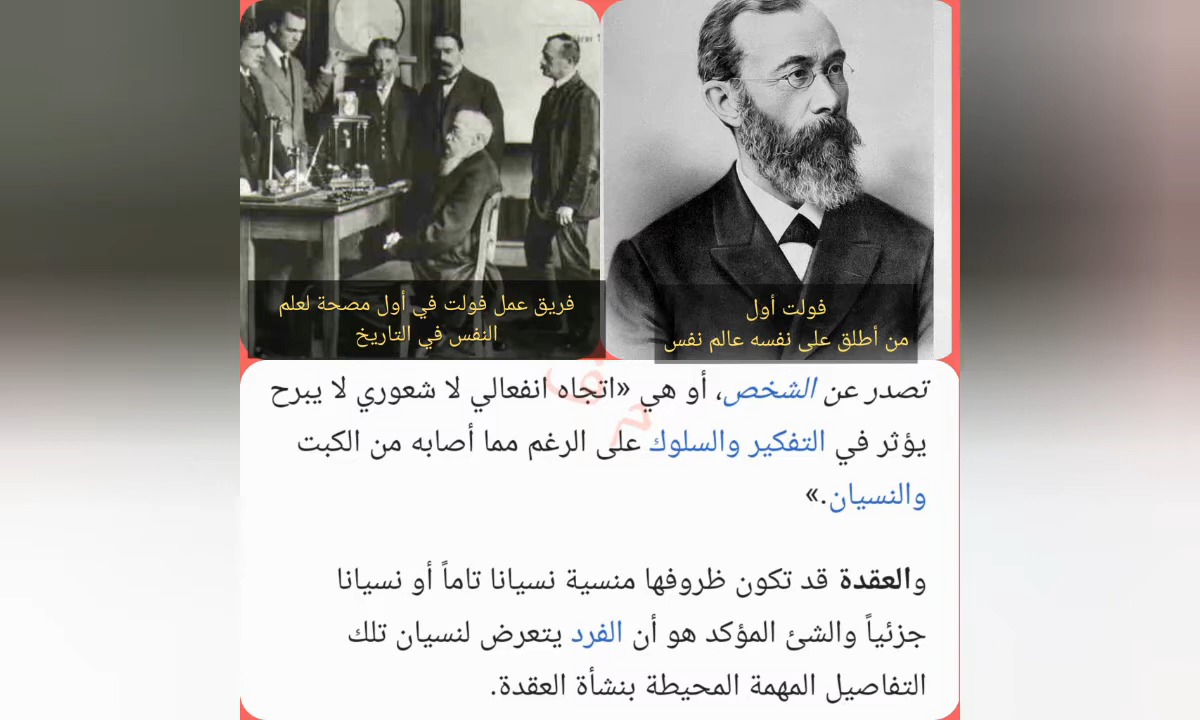 فولت أول
من أطلق على نفسه عالم نفس
فريق عمل فولت في أول مصحة لعلم
النفس في التاريخ
تصدر عن الشخص، أو هي «اتجاه انفعالي لا شعوري لا يبرح
يؤثر في التفكير والسلوك على الرغم مما أصابه من الكبت
والنسيان.»
والعقدة قد تكون ظروفها منسية نسيانا تاماً أو نسيانا
جزئياً والشئ المؤكد هو أن الفرد يتعرض لنسيان تلك
التفاصيل المهمة المحيطة بنشأة العقدة.